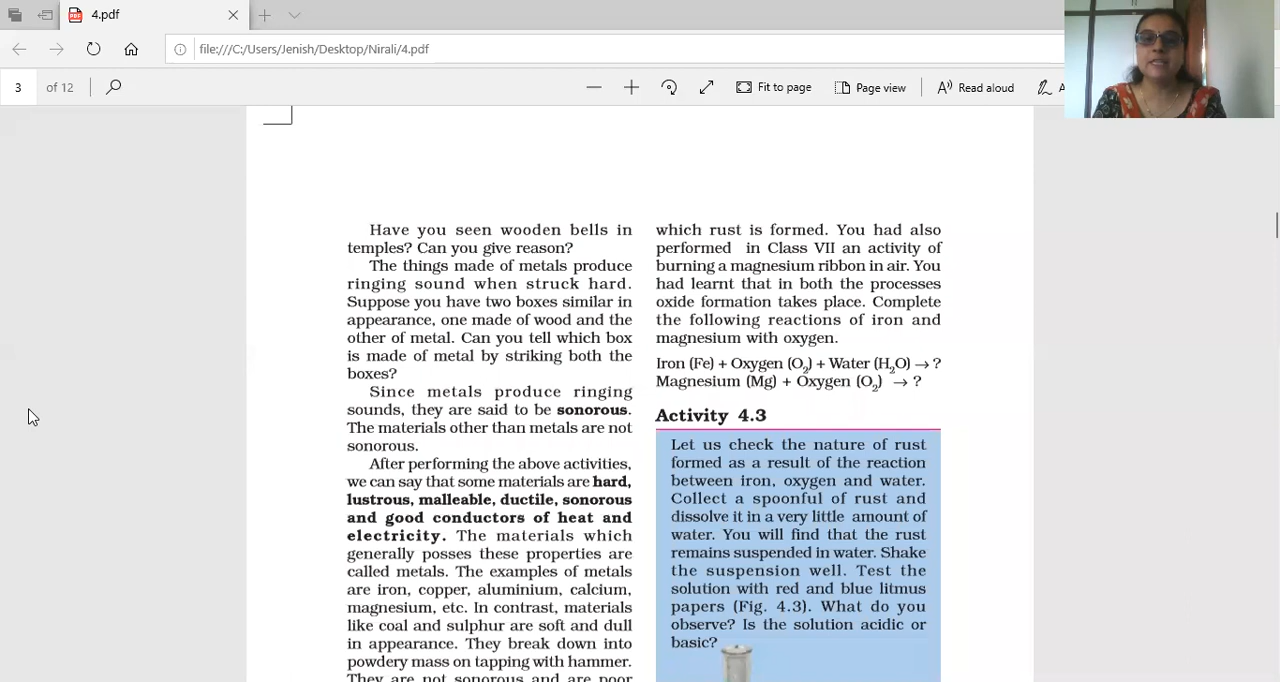 4.pdf
file:///C:/Users/Jenish/Desktop/Nirali/4.pdf
3 of 12
Fit to page
Page view
Read aloud
Have you seen wooden bells in
temples? Can you give reason?
The things made of metals produce
ringing sound when struck hard.
Suppose you have two boxes similar in
appearance, one made of wood and the
other of metal. Can you tell which box
is made of metal by striking both the
boxes?
Since metals produce ringing
sounds, they are said to be sonorous.
The materials other than metals are not
sonorous.
After performing the above activities,
we can say that some materials are hard,
lustrous, malleable, ductile, sonorous
and good conductors of heat and
electricity. The materials which
generally posses these properties are
called metals. The examples of metals
are iron, copper, aluminium, calcium,
magnesium, etc. In contrast, materials
like coal and sulphur are soft and dull
in appearance. They break down into
powdery mass on tapping with hammer.
They are not sonorous and are poor
which rust is formed. You had also
performed in Class VII an activity of
burning a magnesium ribbon in air. You
had learnt that in both the processes
oxide formation takes place. Complete
the following reactions of iron and
magnesium with oxygen.
Iron (Fe) + Oxygen (O₂) + Water (H₂O) → ?
Magnesium (Mg) + Oxygen (O₂) → ?
Activity 4.3
Let us check the nature of rust
formed as a result of the reaction
between iron, oxygen and water.
Collect a spoonful of rust and
dissolve it in a very little amount of
water. You will find that the rust
remains suspended in water. Shake
the suspension well. Test the
solution with red and blue litmus
papers (Fig. 4.3). What do you
observe? Is the solution acidic or
basic?